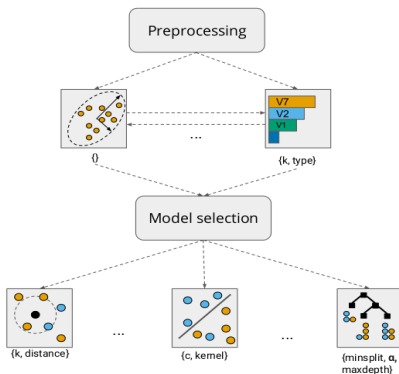 Preprocessing
V7
V2
V1
...
{}
{k, type}
Model selection
...
...
{k, distance}
{c, kernel}
{minsplit, α,
maxdepth}